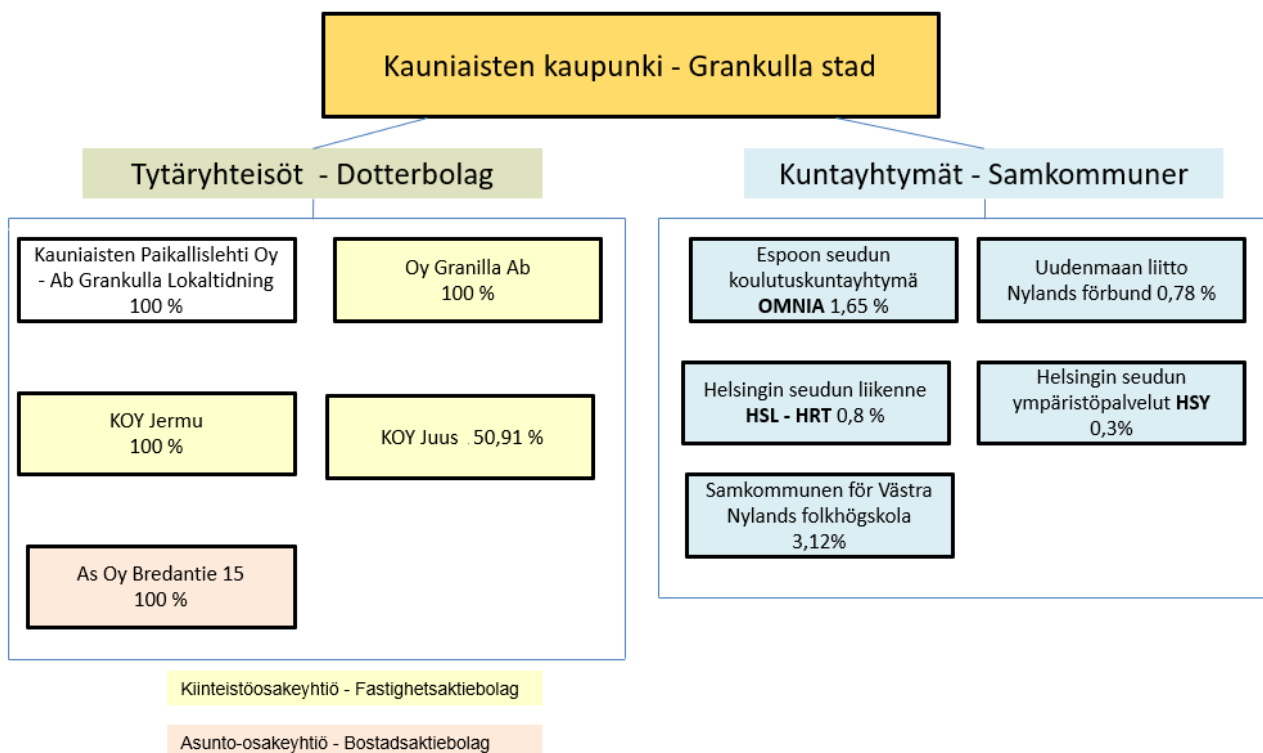 Kauniaisten kaupunki - Grankulla stad
Tytäryhteisöt - Dotterbolag
Kauniaisten Paikallislehti Oy
- Ab Grankulla Lokaltidning
100 %
Oy Granilla Ab
100 %
KOY Jermu
100 %
KOY Juus .50,91 %
As Oy Bredantie 15
100 %
Kuntayhtymät - Samkommuner
Espoon seudun
koulutuskuntayhtymä
OMNIA 1,65 %
Uudenmaan liitto
Nylands förbund 0,78 %
Helsingin seudun liikenne
HSL - HRT 0,8 %
Helsingin seudun
ympäristöpalvelut HSY
0,3%
Samkommunen för Västra
Nylands folkhögskola
3,12%
Kiinteistöosakeyhtiö - Fastighetsaktiebolag
Asunto-osakeyhtiö - Bostadsaktiebolag